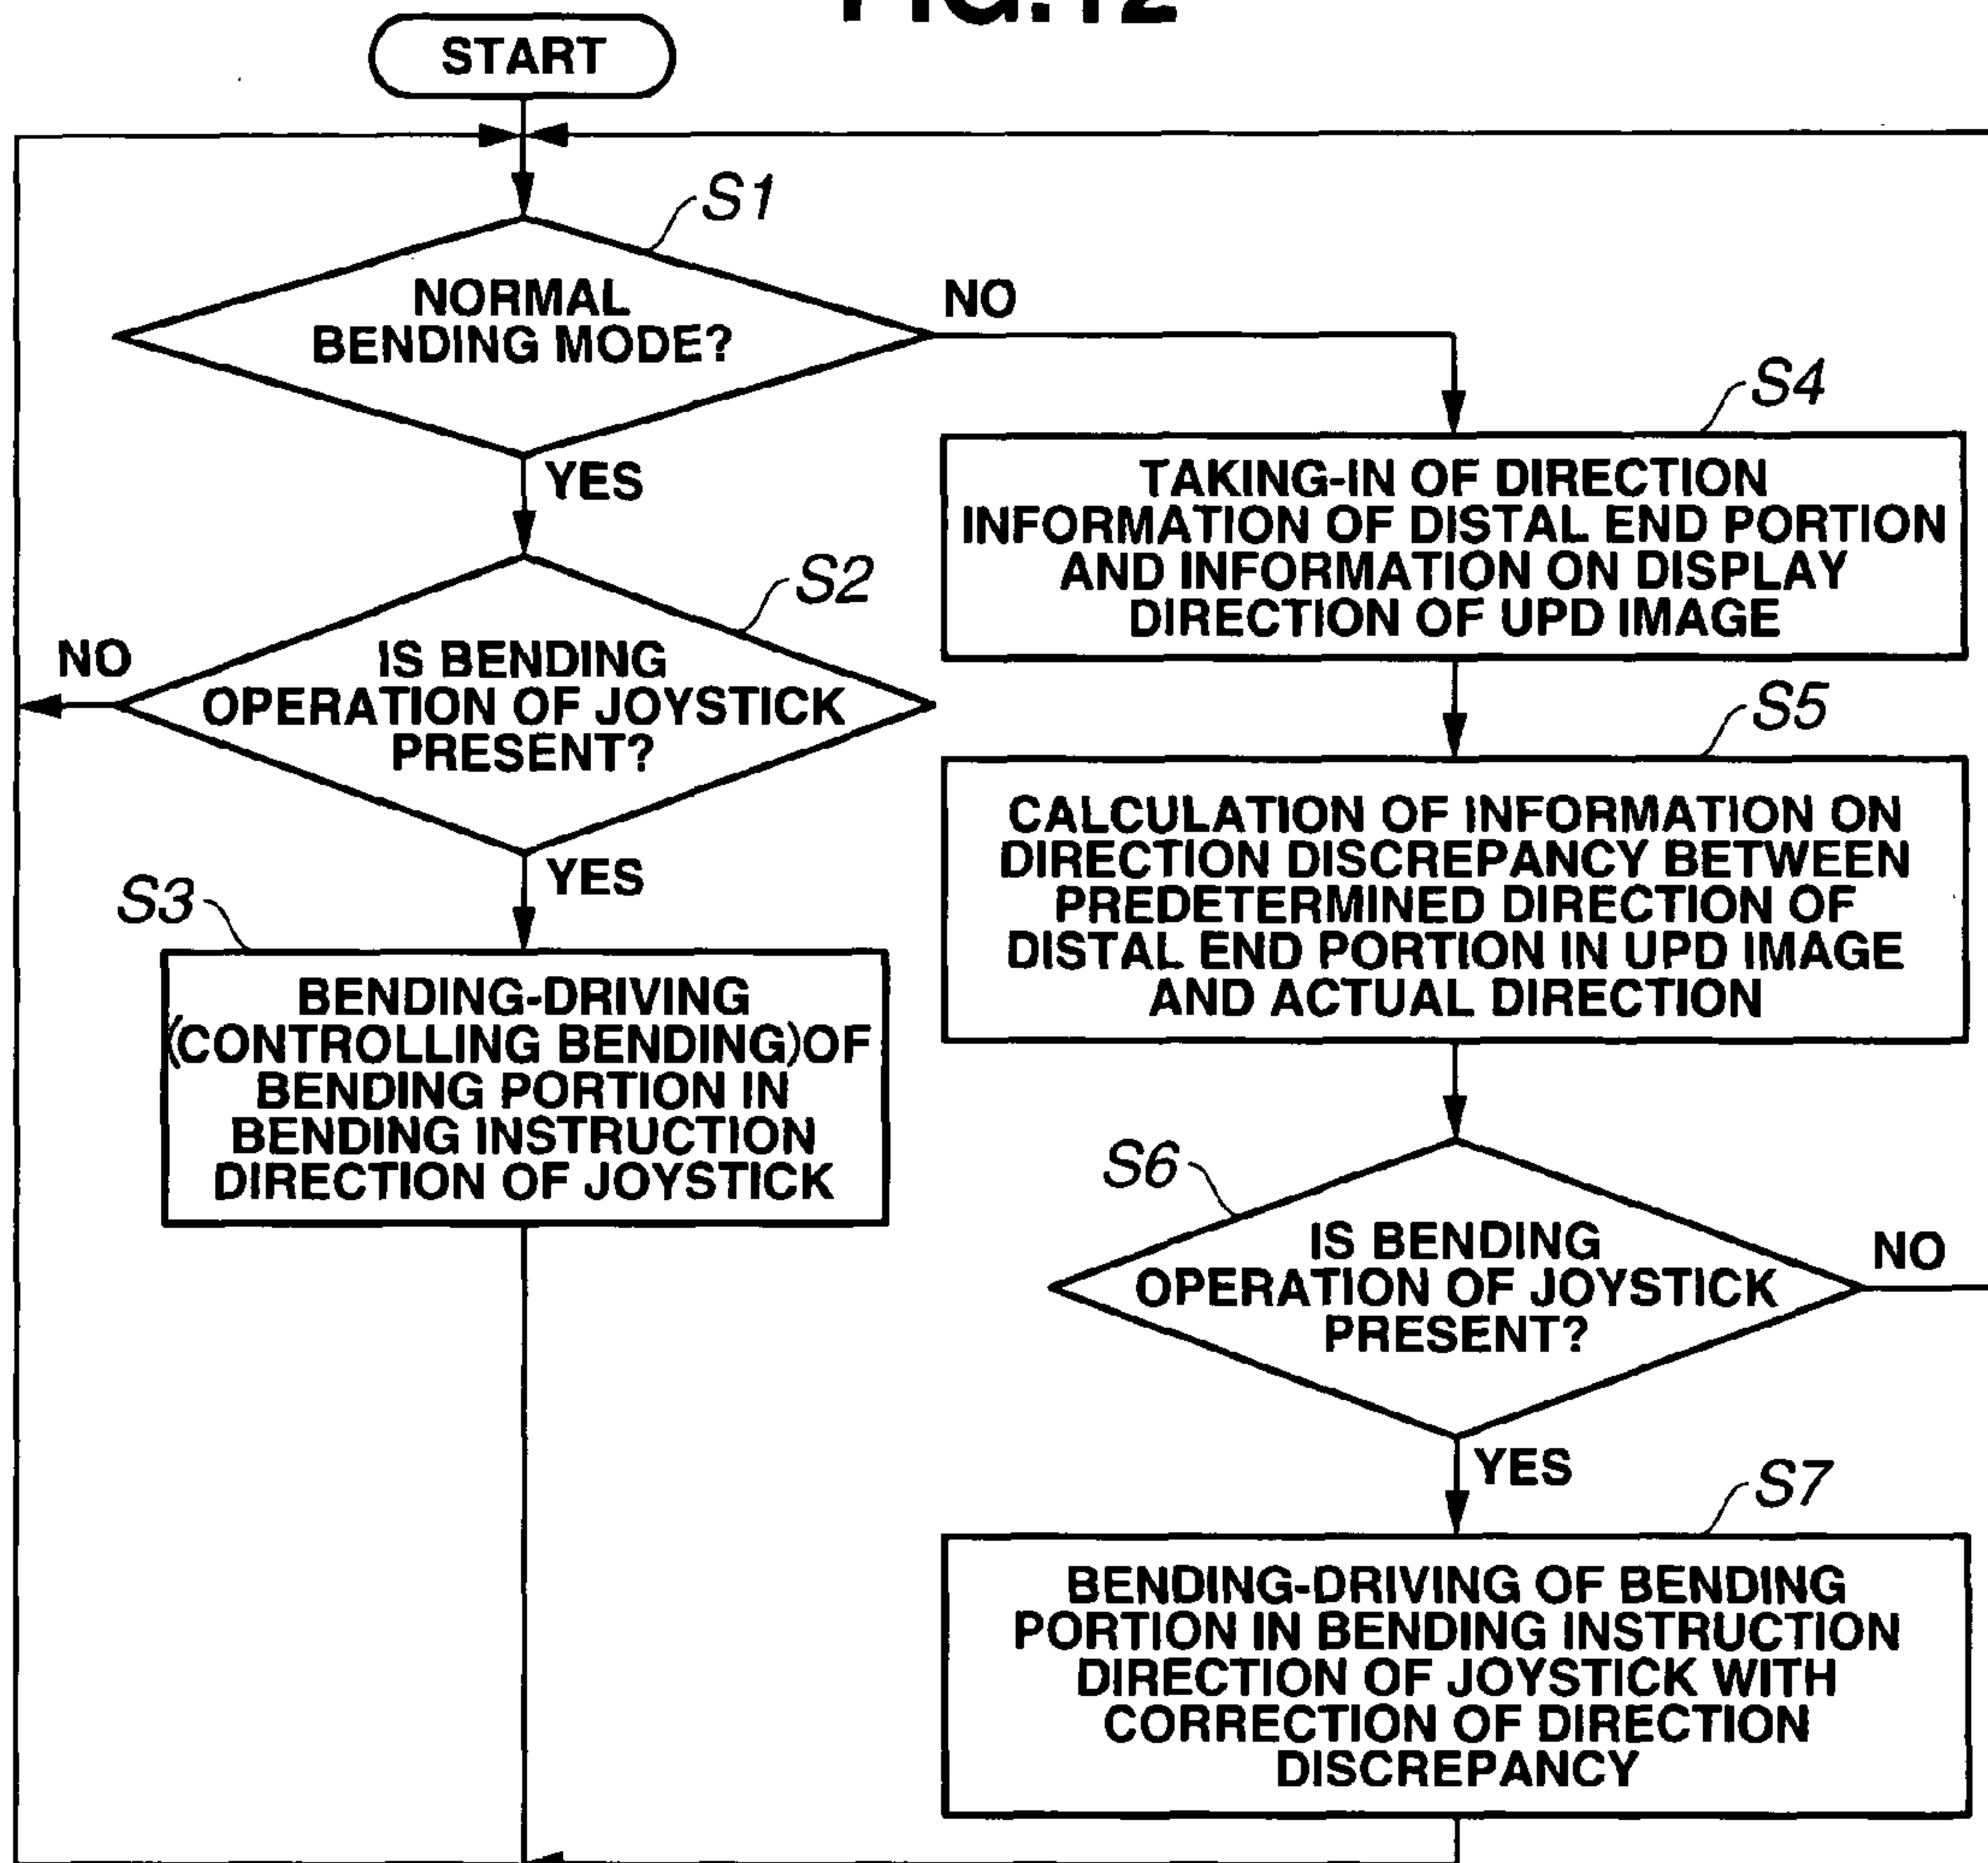 FIG.12
START
S1
NORMAL
BENDING MODE?
NO
YES
S2
IS BENDING
OPERATION OF JOYSTICK
PRESENT?
NO
YES
S3
BENDING-DRIVING
(CONTROLLING BENDING)OF
BENDING PORTION IN
BENDING INSTRUCTION
DIRECTION OF JOYSTICK
S4
TAKING-IN OF DIRECTION
INFORMATION OF DISTAL END PORTION
AND INFORMATION ON DISPLAY
DIRECTION OF UPD IMAGE
S5
CALCULATION OF INFORMATION ON
DIRECTION DISCREPANCY BETWEEN
PREDETERMINED DIRECTION OF
DISTAL END PORTION IN UPD IMAGE
AND ACTUAL DIRECTION
S6
IS BENDING
OPERATION OF JOYSTICK
PRESENT?
NO
YES
S7
BENDING-DRIVING OF BENDING
PORTION IN BENDING INSTRUCTION
DIRECTION OF JOYSTICK WITH
CORRECTION OF DIRECTION
DISCREPANCY